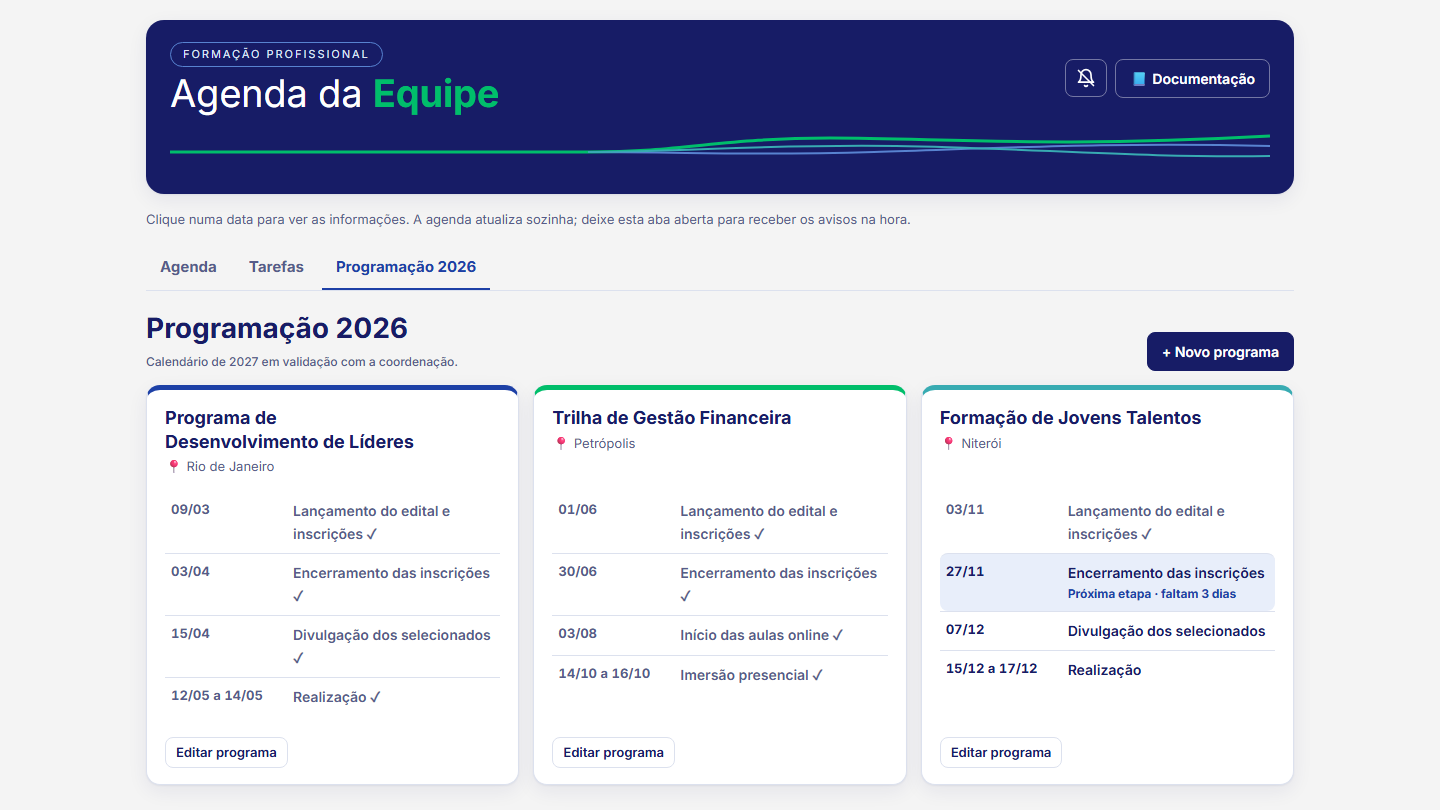 FORMAÇÃO PROFISSIONAL
Agenda da Equipe
Documentação
Clique numa data para ver as informações. A agenda atualiza sozinha; deixe esta aba aberta para receber os avisos na hora.
Agenda
Tarefas
Programação 2026
Programação 2026
Calendário de 2027 em validação com a coordenação.
+ Novo programa
Programa de
Desenvolvimento de Líderes
📍 Rio de Janeiro
09/03
Lançamento do edital e
inscrições ✓
03/04
Encerramento das inscrições
✓
15/04
Divulgação dos selecionados
✓
12/05 a 14/05
Realização ✓
Editar programa
Trilha de Gestão Financeira
📍 Petrópolis
01/06
Lançamento do edital e
inscrições ✓
30/06
Encerramento das inscrições
✓
03/08
Início das aulas online ✓
14/10 a 16/10
Imersão presencial ✓
Editar programa
Formação de Jovens Talentos
📍 Niterói
03/11
Lançamento do edital e
inscrições ✓
27/11
Encerramento das inscrições
Próxima etapa · faltam 3 dias
07/12
Divulgação dos selecionados
15/12 a 17/12
Realização
Editar programa